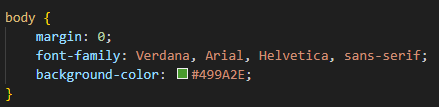 body {
    margin: 0;
    font-family: Verdana, Arial, Helvetica, sans-serif;
    background-color: #499A2E;
}